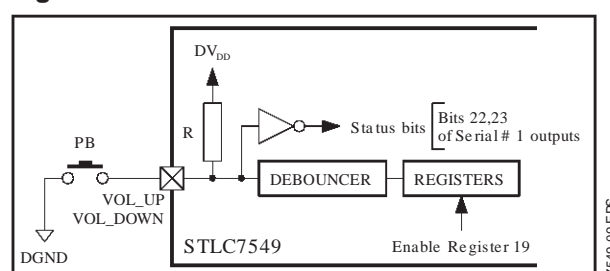 DVDD
R
Status bits
Bits 22,23
of Serial# 1 outputs
PB
VOL_UP
VOL_DOWN
DEBOUNCER
REGISTERS
DGND
STLC7549
Enable Register 19